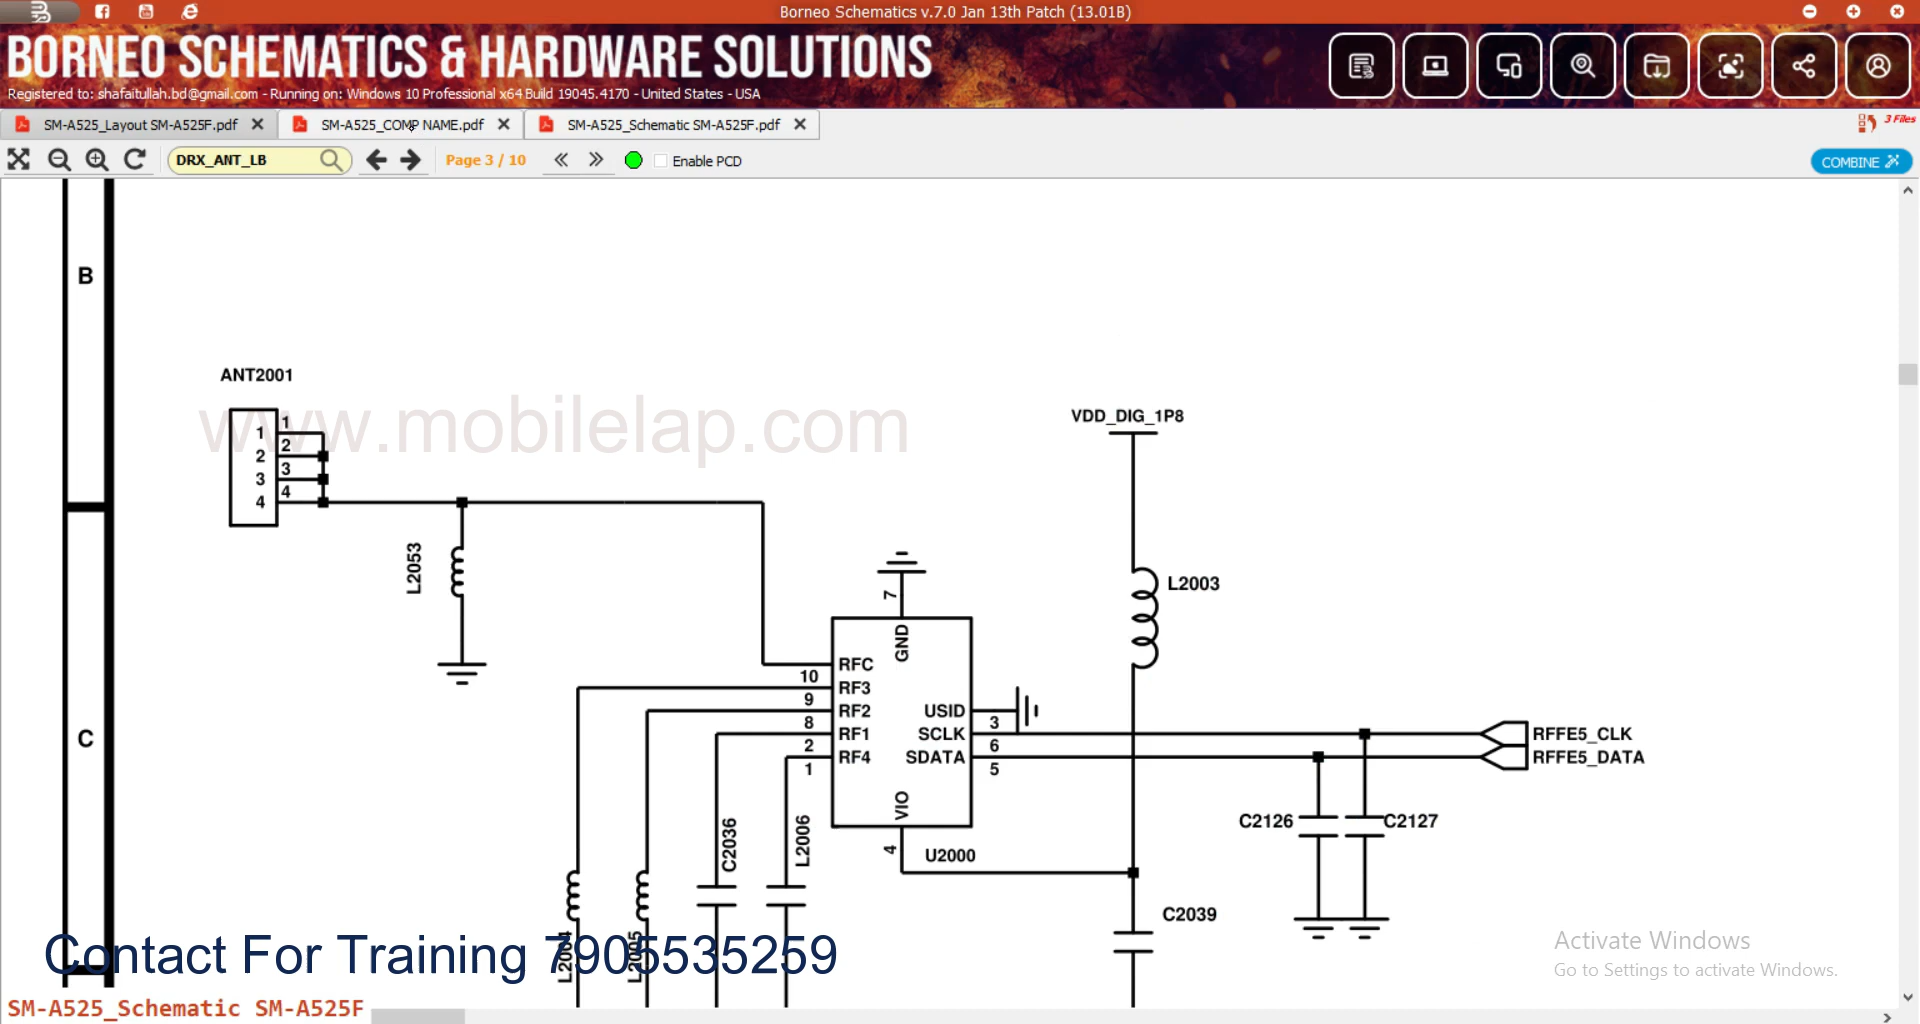 Borneo Schematics v.7.0 Jan 13th Patch (13.01B)
BORNEO SCHEMATICS & HARDWARE SOLUTIONS
Registered to: shafaitullah.bd@gmail.com - Running on: Windows 10 Professional x64 Build 19045.4170 - United States - USA
SM-A525_Layout SM-A525F.pdf
SM-A525_COMP NAME.pdf
SM-A525_Schematic SM-A525F.pdf
3 Files
DRX_ANT_LB
Page 3 / 10
Enable PCD
COMBINE
B
ANT2001
www.mobilelap.com
VDD_DIG_1P8
1 1
2 2
3 3
4 4
L2053
L2003
7
GND
RFC
10
RF3
9
RF2
8
RF1
2
RF4
1
USID
3
SCLK
6
SDATA
5
RFFE5_CLK
RFFE5_DATA
C
VIO
4
U2000
C2036
L2006
C2126
C2127
C2039
L2004
L2005
Contact For Training 7905535259
Activate Windows
Go to Settings to activate Windows.
SM-A525_Schematic SM-A525F